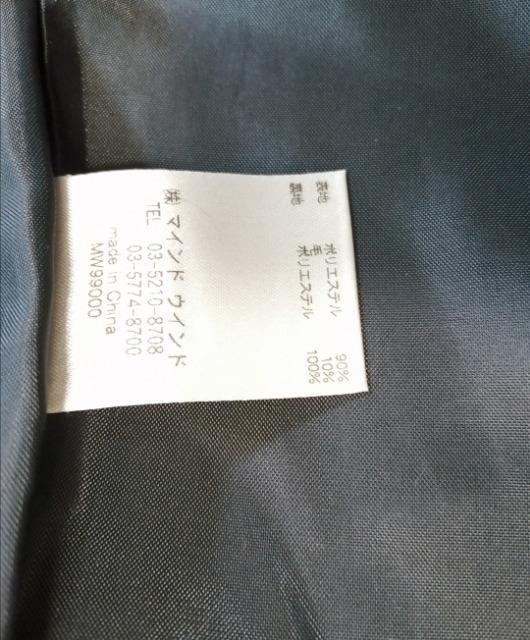 表地 ポリエステル 90%
毛 10%
裏地 ポリエステル 100%
㈱ マインド ウインド
TEL 03-5210-8708
03-5774-8700
made in China
MW99000